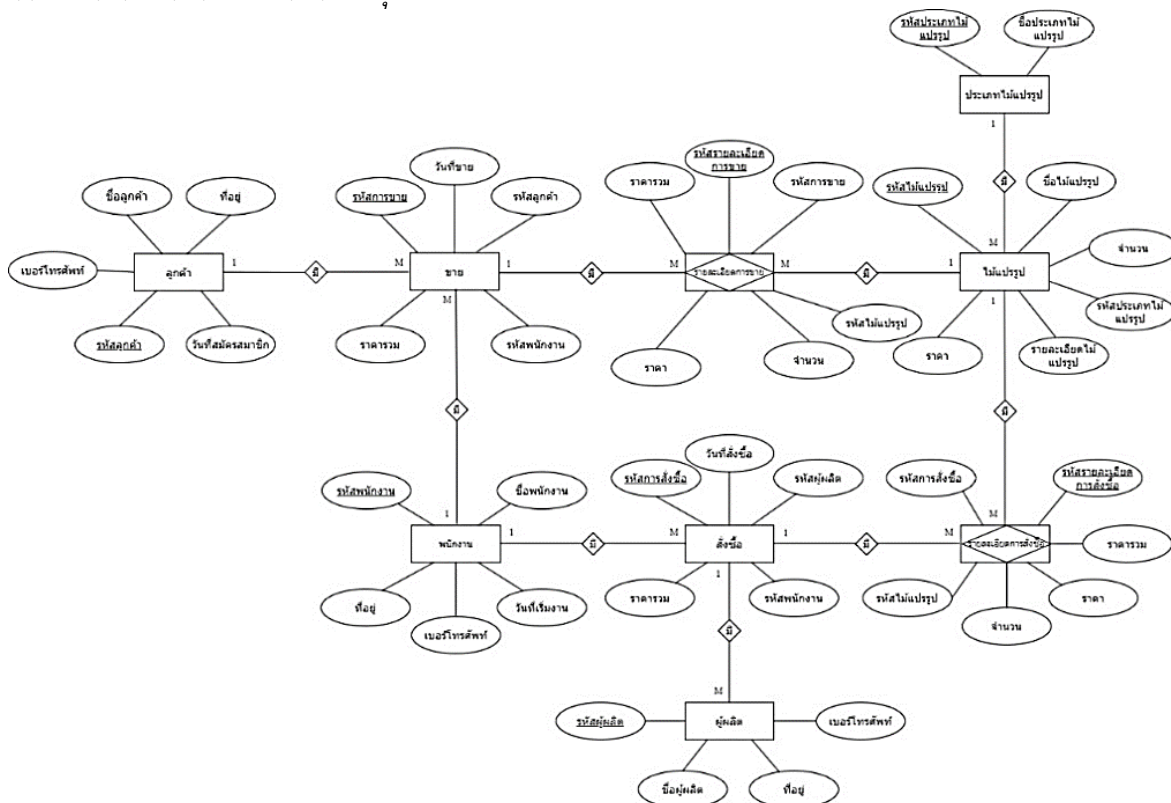 รหัสประเภทไม้
แปรรูป
ชื่อประเภทไม้
แปรรูป
ประเภทไม้แปรรูป
1
มี
M
วันที่ขาย
รหัสการขาย
รหัสลูกค้า
ชื่อลูกค้า
ที่อยู่
เบอร์โทรศัพท์
ลูกค้า
รหัสลูกค้า
วันที่สมัครสมาชิก
1
มี
M
ขาย
ราคารวม
รหัสพนักงาน
1
มี
M
รหัสรายละเอียด
การขาย
ราคารวม
รหัสการขาย
รายละเอียดการขาย
รหัสไม้แปรรูป
ราคา
จำนวน
M
มี
1
รหัสไม้แปรรูป
ชื่อไม้แปรรูป
จำนวน
ไม้แปรรูป
รหัสประเภทไม้
แปรรูป
ราคา
รายละเอียดไม้
แปรรูป
M
มี
1
1
มี
M
รหัสพนักงาน
ชื่อพนักงาน
พนักงาน
ที่อยู่
เบอร์โทรศัพท์
วันที่เริ่มงาน
1
มี
M
วันที่สั่งซื้อ
รหัสการสั่งซื้อ
รหัสผู้ผลิต
สั่งซื้อ
ราคารวม
รหัสพนักงาน
1
มี
M
รหัสการสั่งซื้อ
รหัสรายละเอียด
การสั่งซื้อ
รายละเอียดการสั่งซื้อ
ราคารวม
รหัสไม้แปรรูป
ราคา
จำนวน
1
มี
M
รหัสผู้ผลิต
ผู้ผลิต
เบอร์โทรศัพท์
ชื่อผู้ผลิต
ที่อยู่